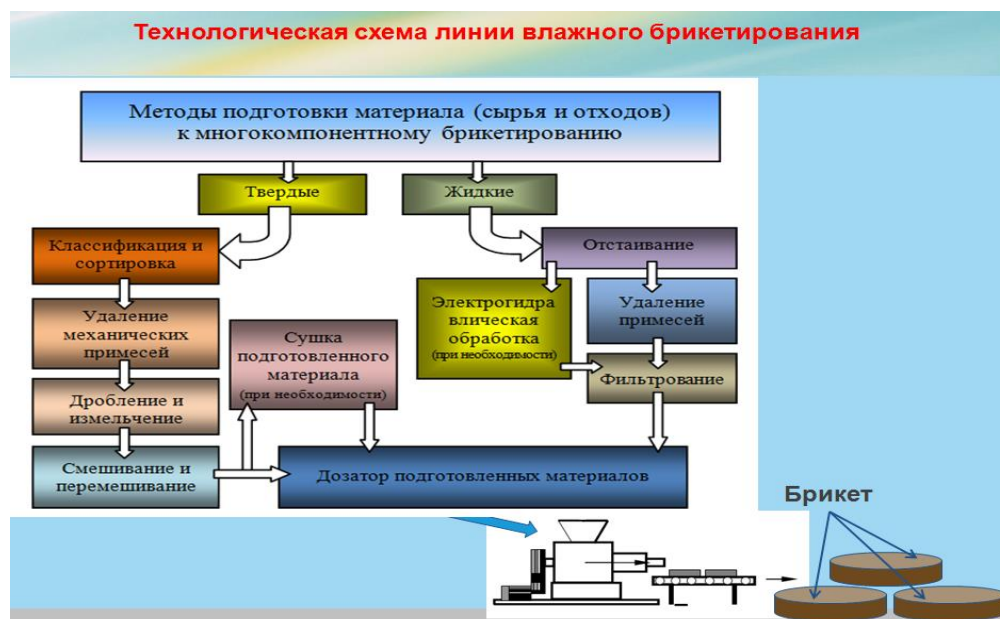 Технологическая схема линии влажного брикетирования
Методы подготовки материала (сырья и отходов)
к многокомпонентному брикетированию
Твердые
Жидкие
Классификация и
сортировка
Отстаивание
Удаление
механических
примесей
Сушка
подготовленного
материала
(при необходимости)
Электрогидра
влическая
обработка
(при необходимости)
Удаление
примесей
Дробление и
измельчение
Фильтрование
Смешивание и
перемешивание
Дозатор подготовленных материалов
Брикет